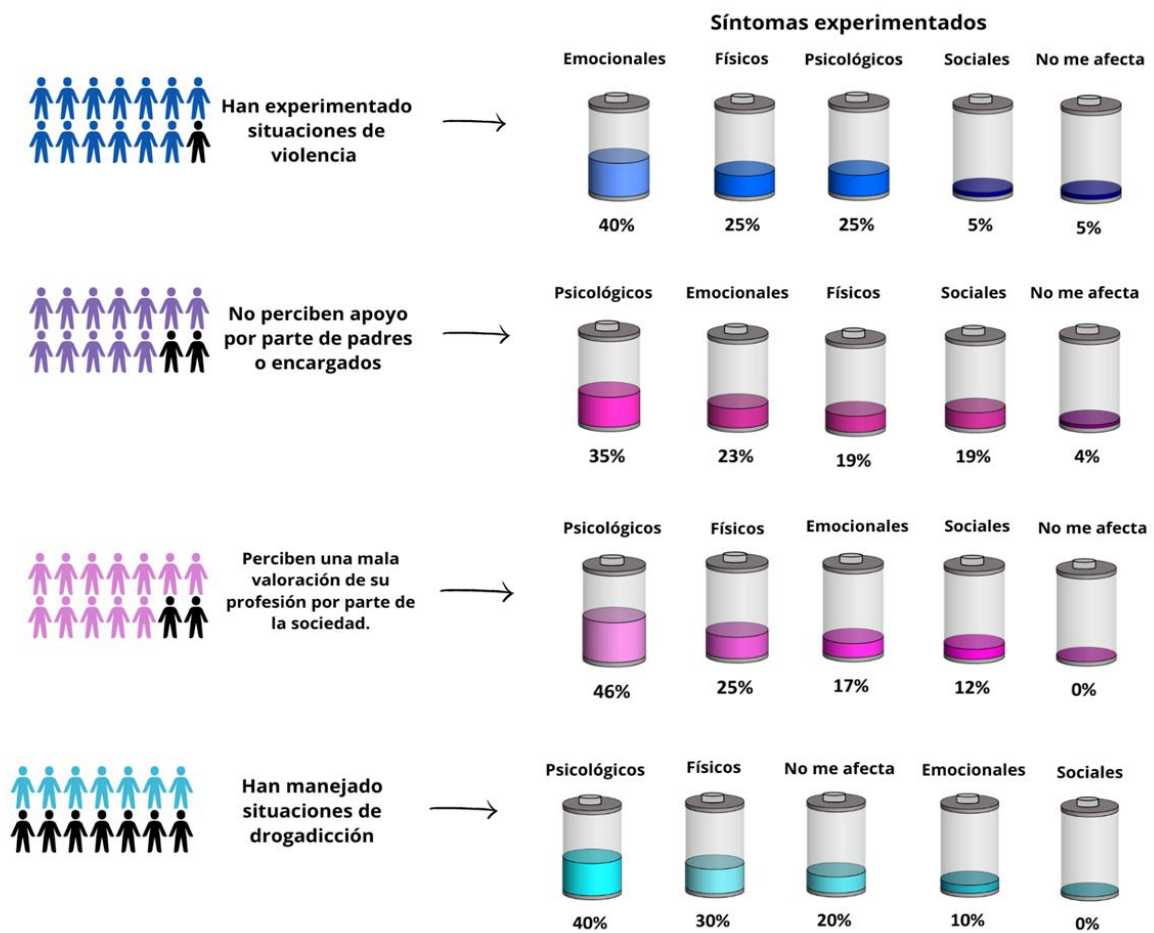 Síntomas experimentados
Emocionales Físicos Psicológicos Sociales No me afecta
Han experimentado
situaciones de
violencia
40% 25% 25% 5% 5%
Psicológicos Emocionales Físicos Sociales No me afecta
No perciben apoyo
por parte de padres
o encargados
35% 23% 19% 19% 4%
Psicológicos Físicos Emocionales Sociales No me afecta
Perciben una mala
valoración de su
profesión por parte de
la sociedad.
46% 25% 17% 12% 0%
Psicológicos Físicos No me afecta Emocionales Sociales
Han manejado
situaciones de
drogadicción
40% 30% 20% 10% 0%